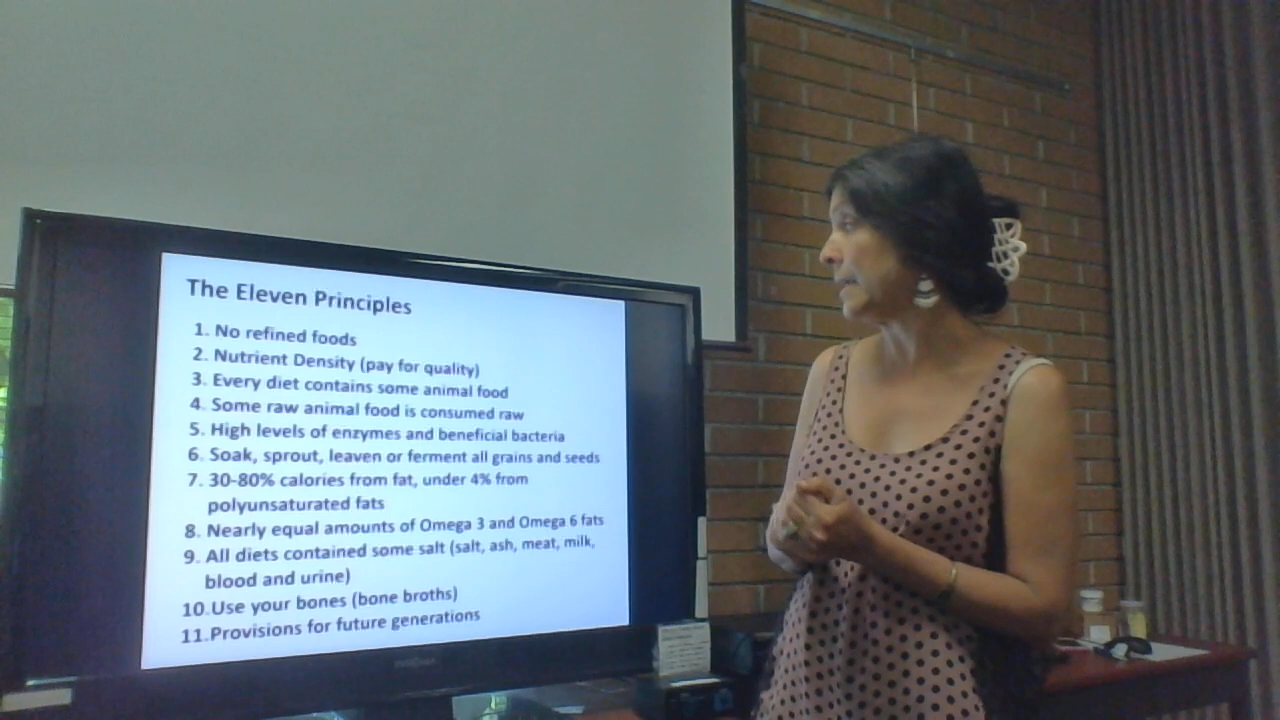 The Eleven Principles
1. No refined foods
2. Nutrient Density (pay for quality)
3. Every diet contains some animal food
4. Some raw animal food is consumed raw
5. High levels of enzymes and beneficial bacteria
6. Soak, sprout, leaven or ferment all grains and seeds
7. 30-80% calories from fat, under 4% from
polyunsaturated fats
8. Nearly equal amounts of Omega 3 and Omega 6 fats
9. All diets contained some salt (salt, ash, meat, milk,
blood and urine)
10.Use your bones (bone broths)
11.Provisions for future generations